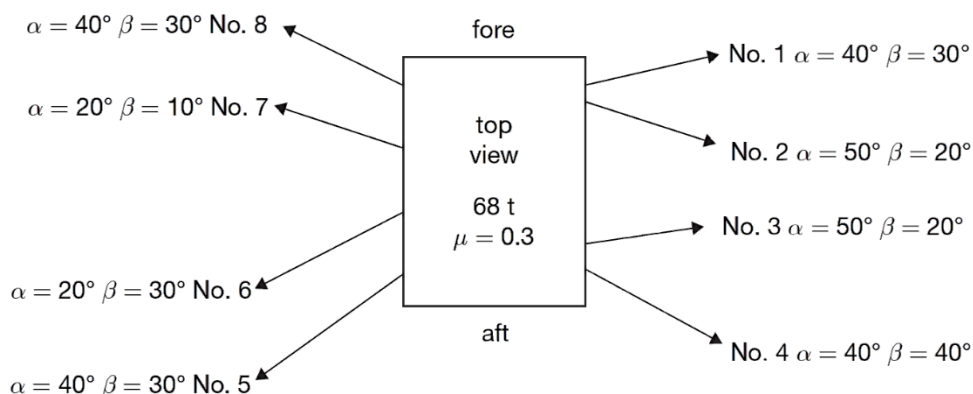 α = 40° β = 30° No. 8
fore
No. 1 α = 40° β = 30°
α = 20° β = 10° No. 7
top
view
No. 2 α = 50° β = 20°
68 t
μ = 0.3
No. 3 α = 50° β = 20°
α = 20° β = 30° No. 6
aft
No. 4 α = 40° β = 40°
α = 40° β = 30° No. 5